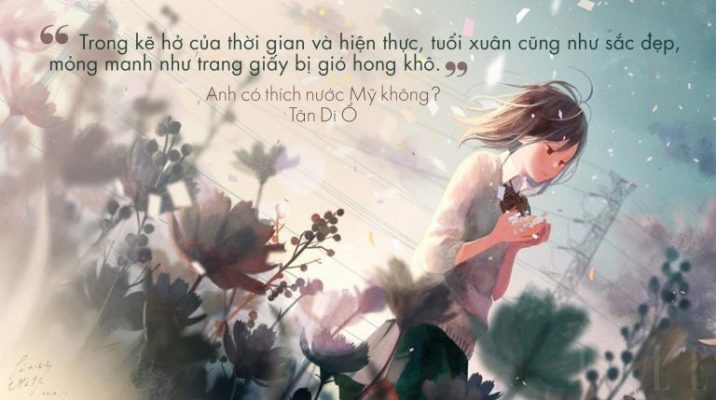 “ Trong kẽ hở của thời gian và hiện thực, tuổi xuân cũng như sắc đẹp,
mỏng manh như trang giấy bị gió hong khô. ”
Anh có thích nước Mỹ không?
Tân Di Ổ